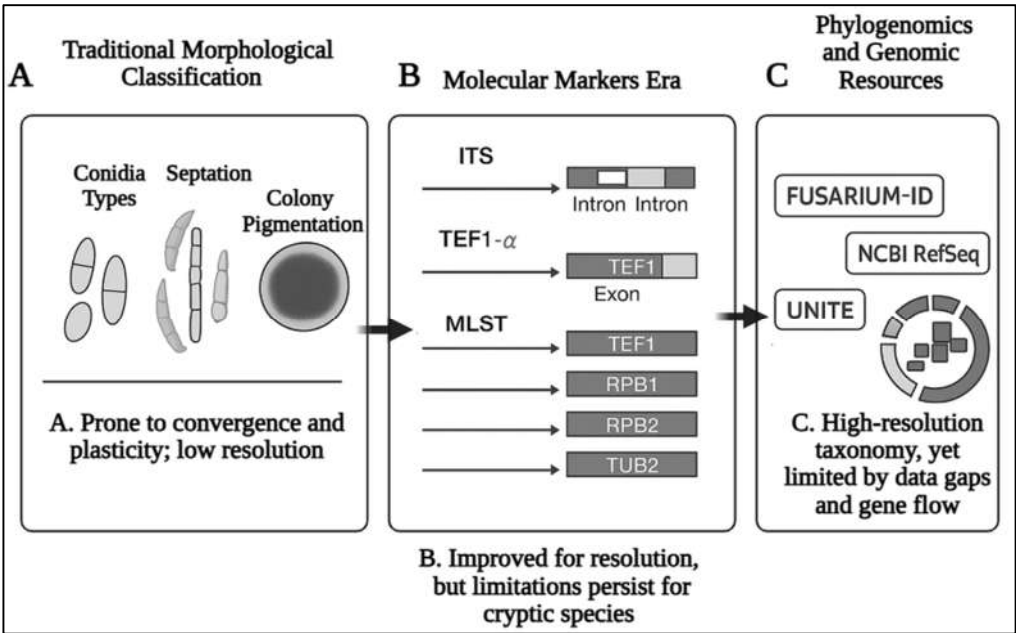 A
Traditional Morphological
Classification
Conidia
Types
Septation
Colony
Pigmentation
A. Prone to convergence and
plasticity; low resolution
B
Molecular Markers Era
ITS
Intron Intron
TEF1-α
TEF1
Exon
MLST
TEF1
RPB1
RPB2
TUB2
B. Improved for resolution,
but limitations persist for
cryptic species
C
Phylogenomics
and Genomic
Resources
FUSARIUM-ID
NCBI RefSeq
UNITE
C. High-resolution
taxonomy, yet
limited by data gaps
and gene flow